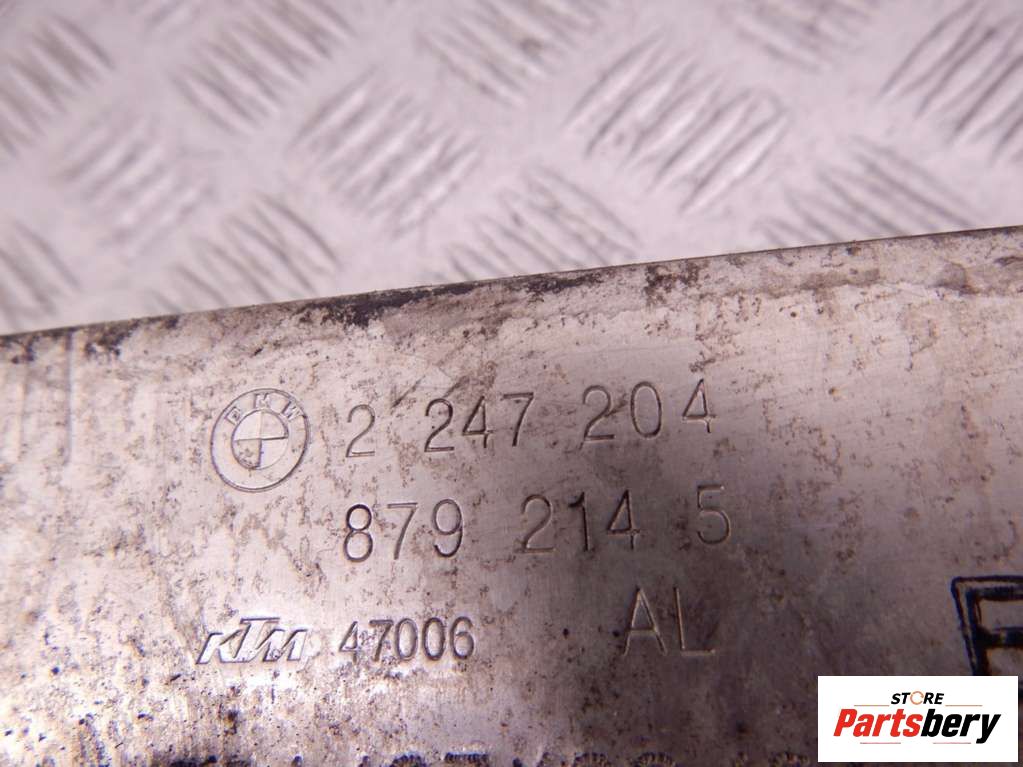 BMW 2 247 204
879 214 5
KTM 47006 AL
STORE
Partsbery